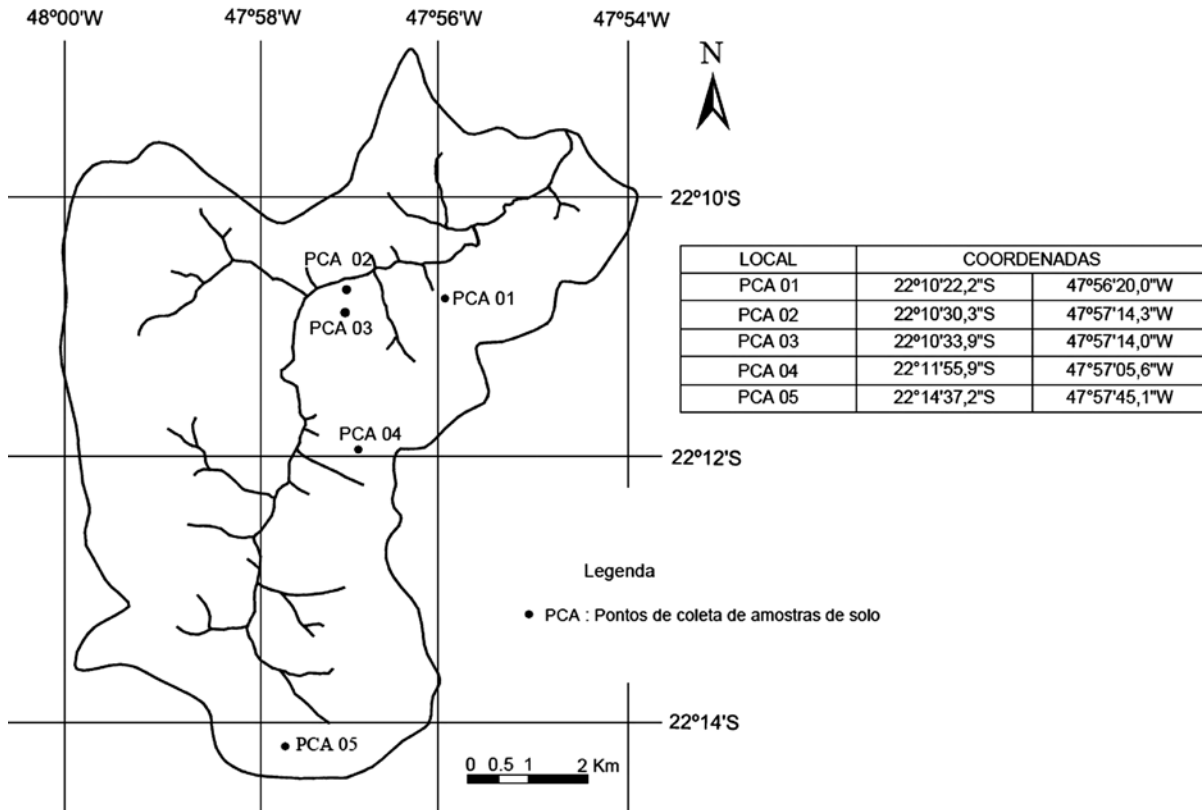 48º00'W 47º58'W 47º56'W 47º54'W
N
22º10'S
PCA 02
PCA 01
PCA 03
LOCAL COORDENADAS
PCA 01 22º10'22,2"S 47º56'20,0"W
PCA 02 22º10'30,3"S 47º57'14,3"W
PCA 03 22º10'33,9"S 47º57'14,0"W
PCA 04 22°11'55,9"S 47º57'05,6"W
PCA 05 22º14'37,2"S 47º57'45,1"W
PCA 04
22º12'S
Legenda
PCA : Pontos de coleta de amostras de solo
22º14'S
PCA 05
0 0.5 1 2 Km